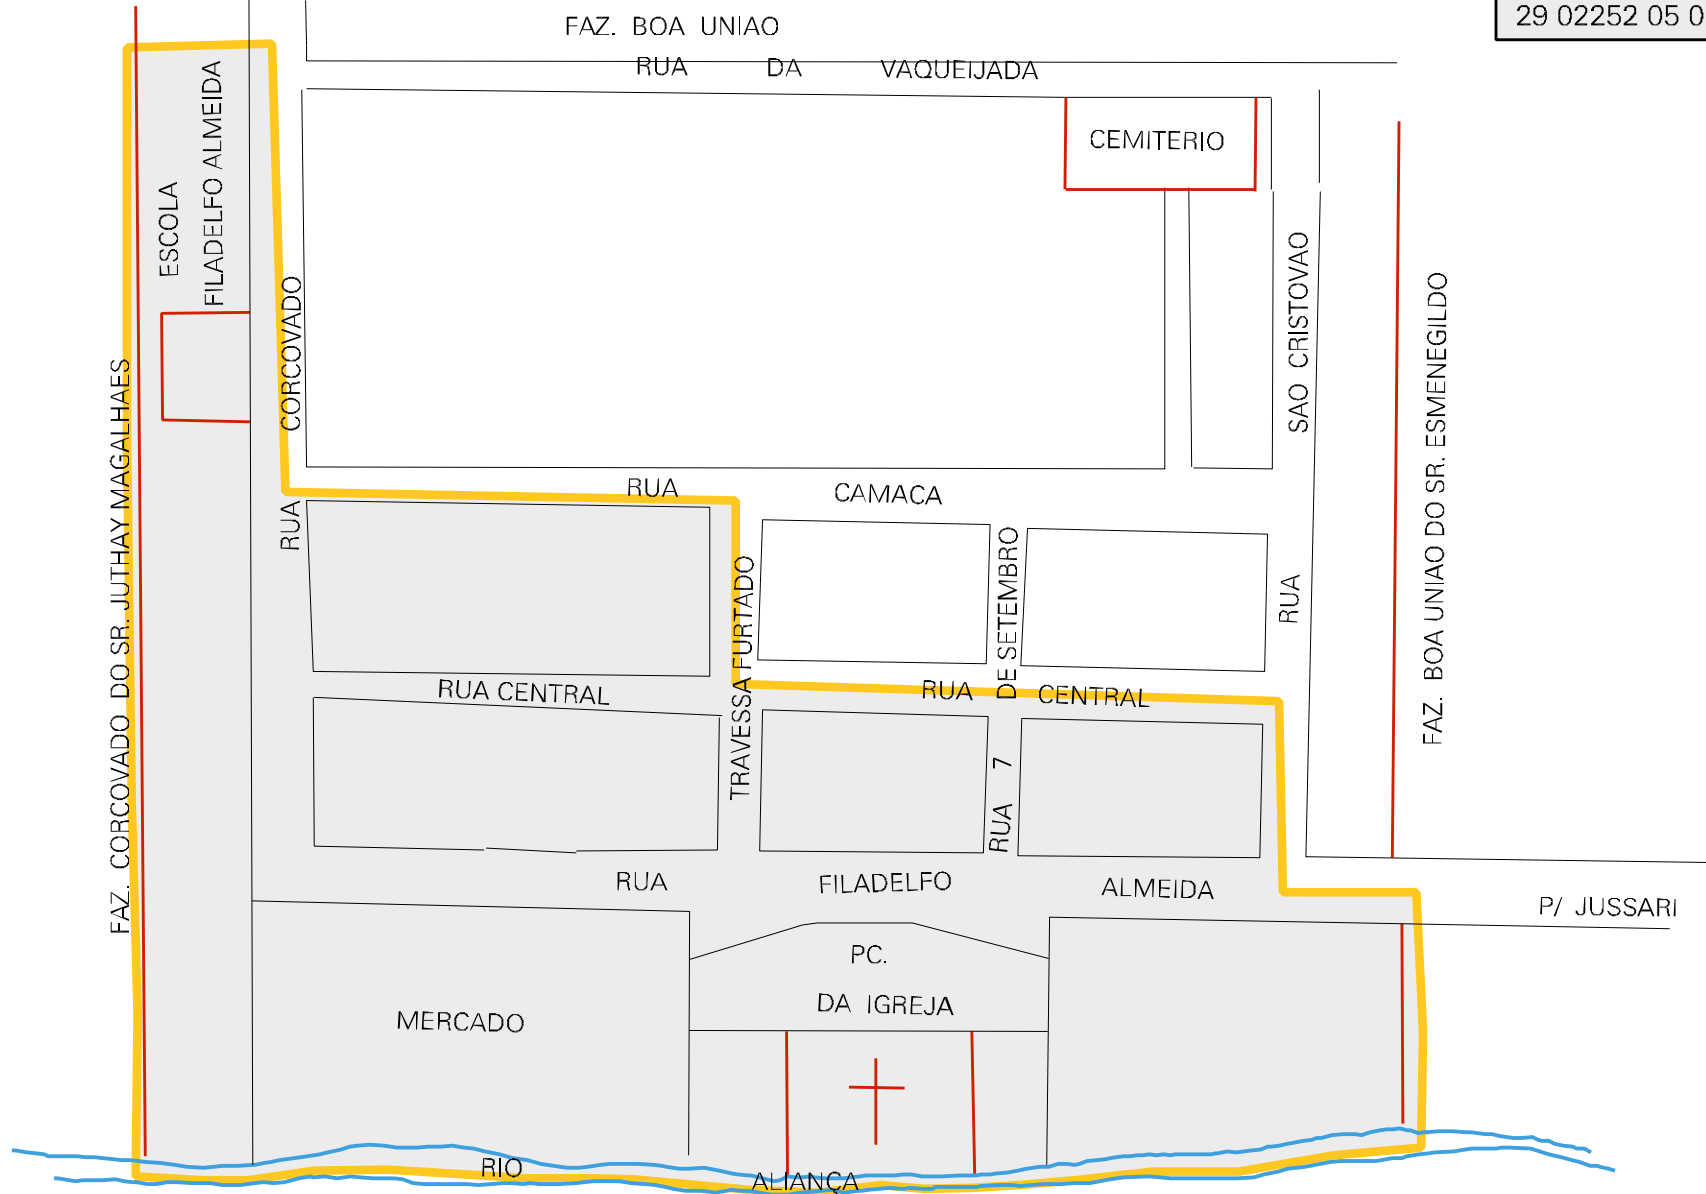 29 02252 05 0
FAZ. BOA UNIAO
RUA DA VAQUEIJADA
CEMITERIO
ESCOLA
FILADELFO ALMEIDA
RUA CORCOVADO
FAZ. CORCOVADO DO SR. JUTHAY MAGALHAES
RUA SAO CRISTOVAO
FAZ. BOA UNIAO DO SR. ESMENEGILDO
RUA CAMACA
TRAVESSA FURTADO
RUA 7 DE SETEMBRO
RUA CENTRAL
RUA CENTRAL
RUA FILADELFO ALMEIDA
P/ JUSSARI
PC.
DA IGREJA
MERCADO
RIO ALIANÇA